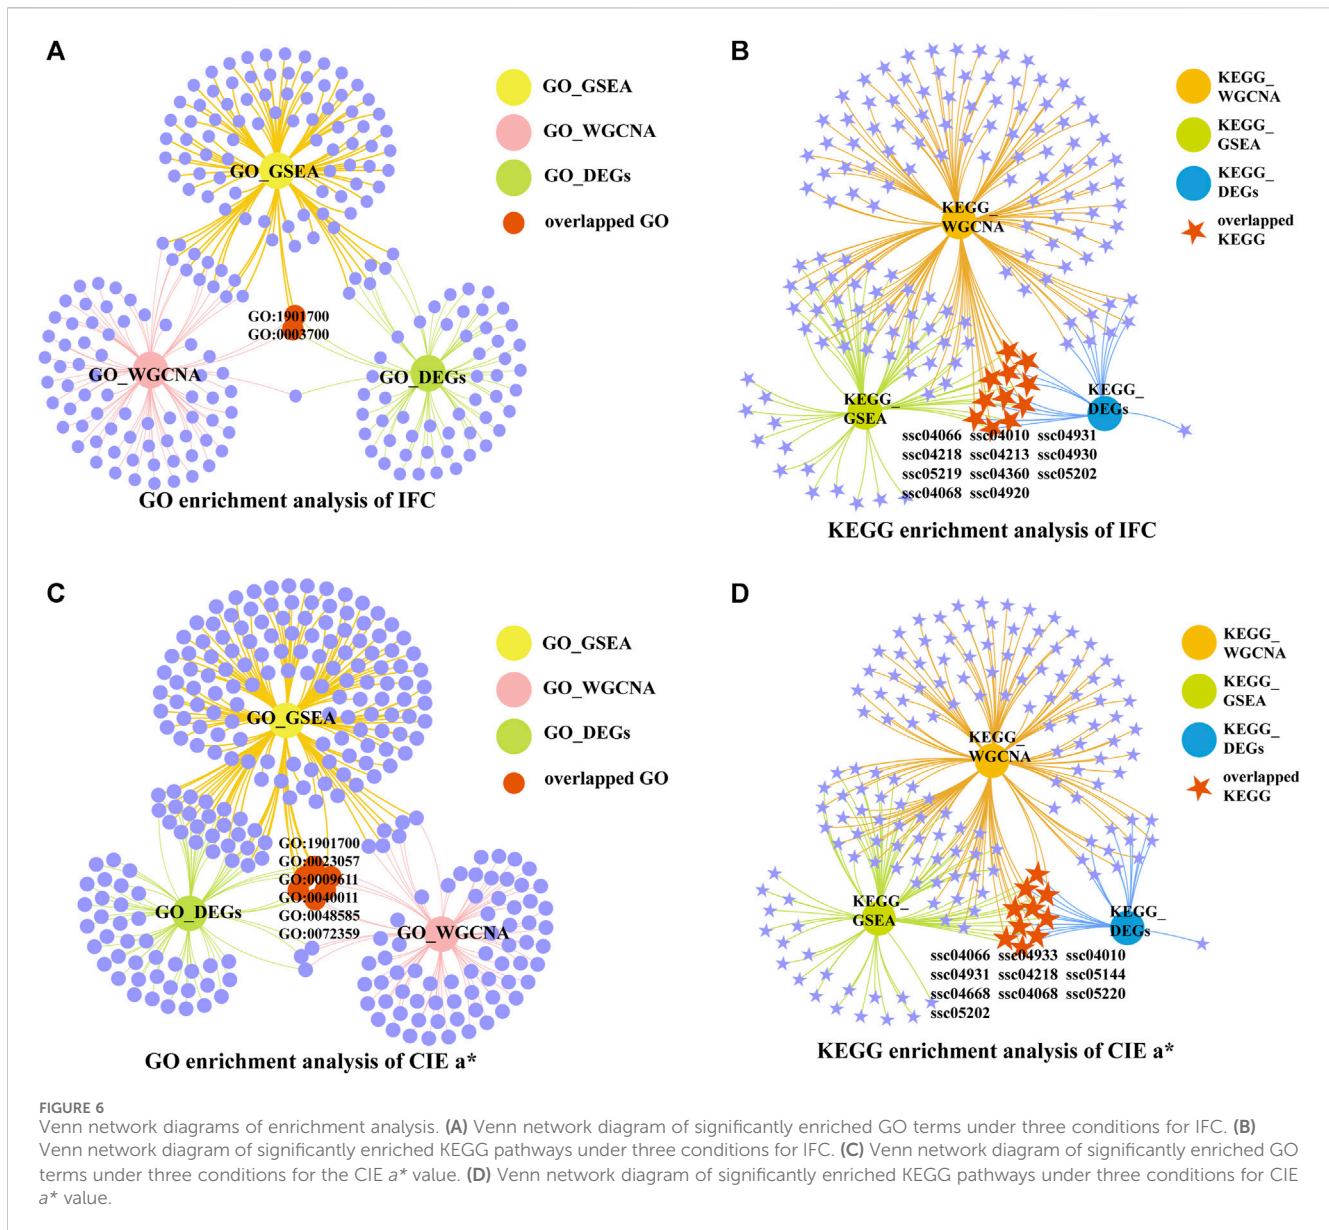 A
GO_GSEA
GO_WGCNA
GO_DEGs
overlapped GO
GO_GSEA
GO:1901700
GO:0003700
GO_WGCNA
GO_DEGs
GO enrichment analysis of IFC
B
KEGG_
WGCNA
KEGG_
GSEA
KEGG_
DEGs
overlapped
KEGG
KEGG_
WGCNA
KEGG_
GSEA
KEGG_
DEGs
ssc04066 ssc04010 ssc04931
ssc04218 ssc04213 ssc04930
ssc05219 ssc04360 ssc05202
ssc04068 ssc04920
KEGG enrichment analysis of IFC
C
GO_GSEA
GO_WGCNA
GO_DEGs
overlapped GO
GO_GSEA
GO:1901700
GO:0023057
GO:0009611
GO:0040011
GO:0048585
GO:0072359
GO_DEGs
GO_WGCNA
GO enrichment analysis of CIE a*
D
KEGG_
WGCNA
KEGG_
GSEA
KEGG_
DEGs
overlapped
KEGG
KEGG_
WGCNA
KEGG_
GSEA
KEGG_
DEGs
ssc04066 ssc04933 ssc04010
ssc04931 ssc04218 ssc05144
ssc04668 ssc04068 ssc05220
ssc05202
KEGG enrichment analysis of CIE a*
FIGURE 6
Venn network diagrams of enrichment analysis. (A) Venn network diagram of significantly enriched GO terms under three conditions for IFC. (B)
Venn network diagram of significantly enriched KEGG pathways under three conditions for IFC. (C) Venn network diagram of significantly enriched GO
terms under three conditions for the CIE a* value. (D) Venn network diagram of significantly enriched KEGG pathways under three conditions for CIE
a* value.